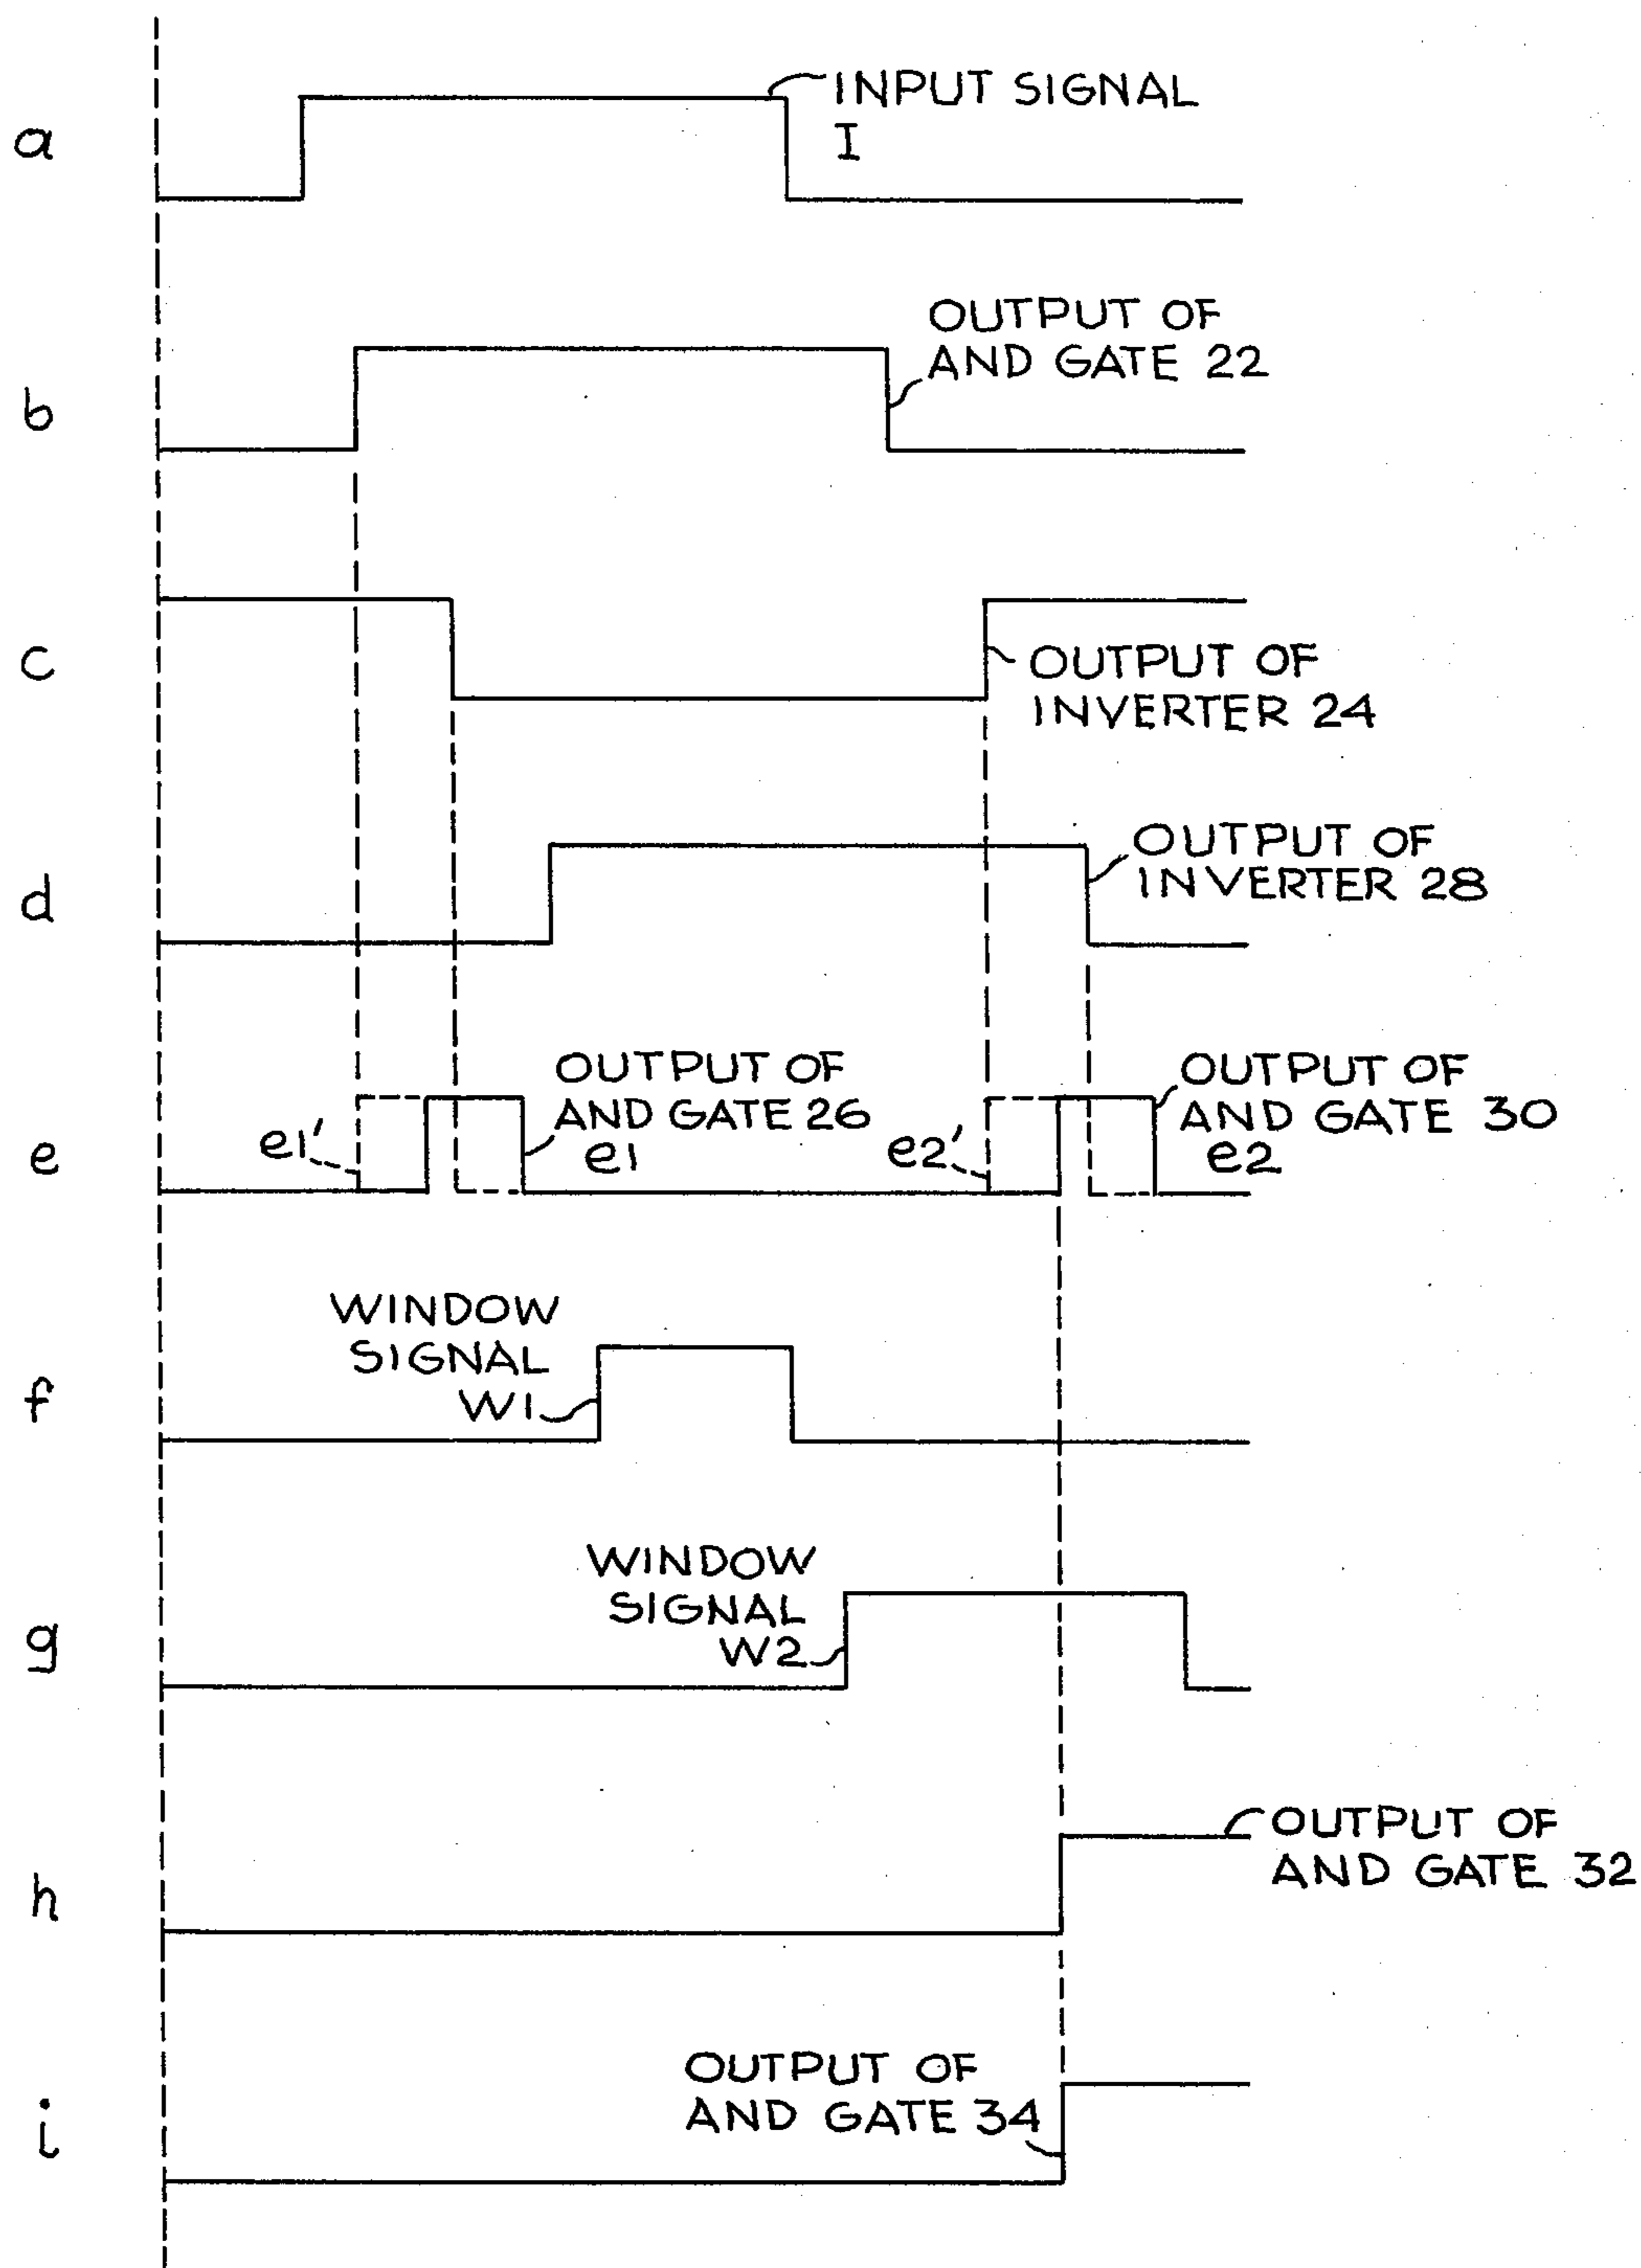 a
INPUT SIGNAL
I
b
OUTPUT OF
AND GATE 22
c
OUTPUT OF
INVERTER 24
d
OUTPUT OF
INVERTER 28
e
e1'
OUTPUT OF
AND GATE 26
e1
e2'
OUTPUT OF
AND GATE 30
e2
f
WINDOW
SIGNAL
W1
g
WINDOW
SIGNAL
W2
h
OUTPUT OF
AND GATE 32
i
OUTPUT OF
AND GATE 34